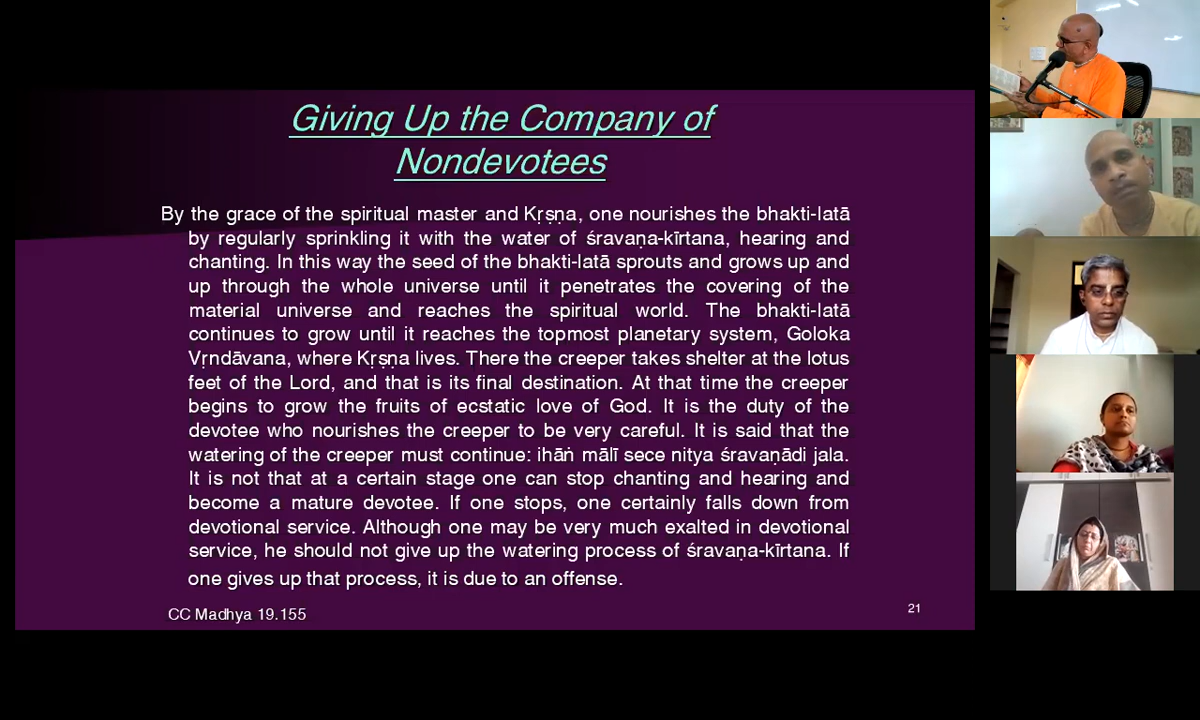 Giving Up the Company of
Nondevotees
By the grace of the spiritual master and Kṛṣṇa, one nourishes the bhakti-latā
by regularly sprinkling it with the water of śravaṇa-kīrtana, hearing and
chanting. In this way the seed of the bhakti-latā sprouts and grows up and
up through the whole universe until it penetrates the covering of the
material universe and reaches the spiritual world. The bhakti-latā
continues to grow until it reaches the topmost planetary system, Goloka
Vṛndāvana, where Kṛṣṇa lives. There the creeper takes shelter at the lotus
feet of the Lord, and that is its final destination. At that time the creeper
begins to grow the fruits of ecstatic love of God. It is the duty of the
devotee who nourishes the creeper to be very careful. It is said that the
watering of the creeper must continue: ihāṅ mālī sece nitya śravaṇādi jala.
It is not that at a certain stage one can stop chanting and hearing and
become a mature devotee. If one stops, one certainly falls down from
devotional service. Although one may be very much exalted in devotional
service, he should not give up the watering process of śravaṇa-kīrtana. If
one gives up that process, it is due to an offense.
CC Madhya 19.155
21